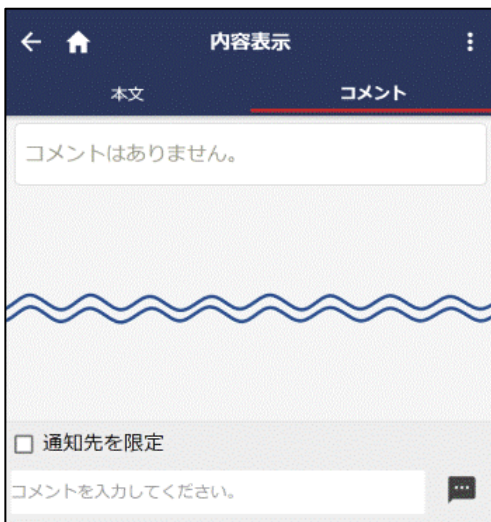 内容表示
本文 コメント
コメントはありません。
通知先を限定
コメントを入力してください。